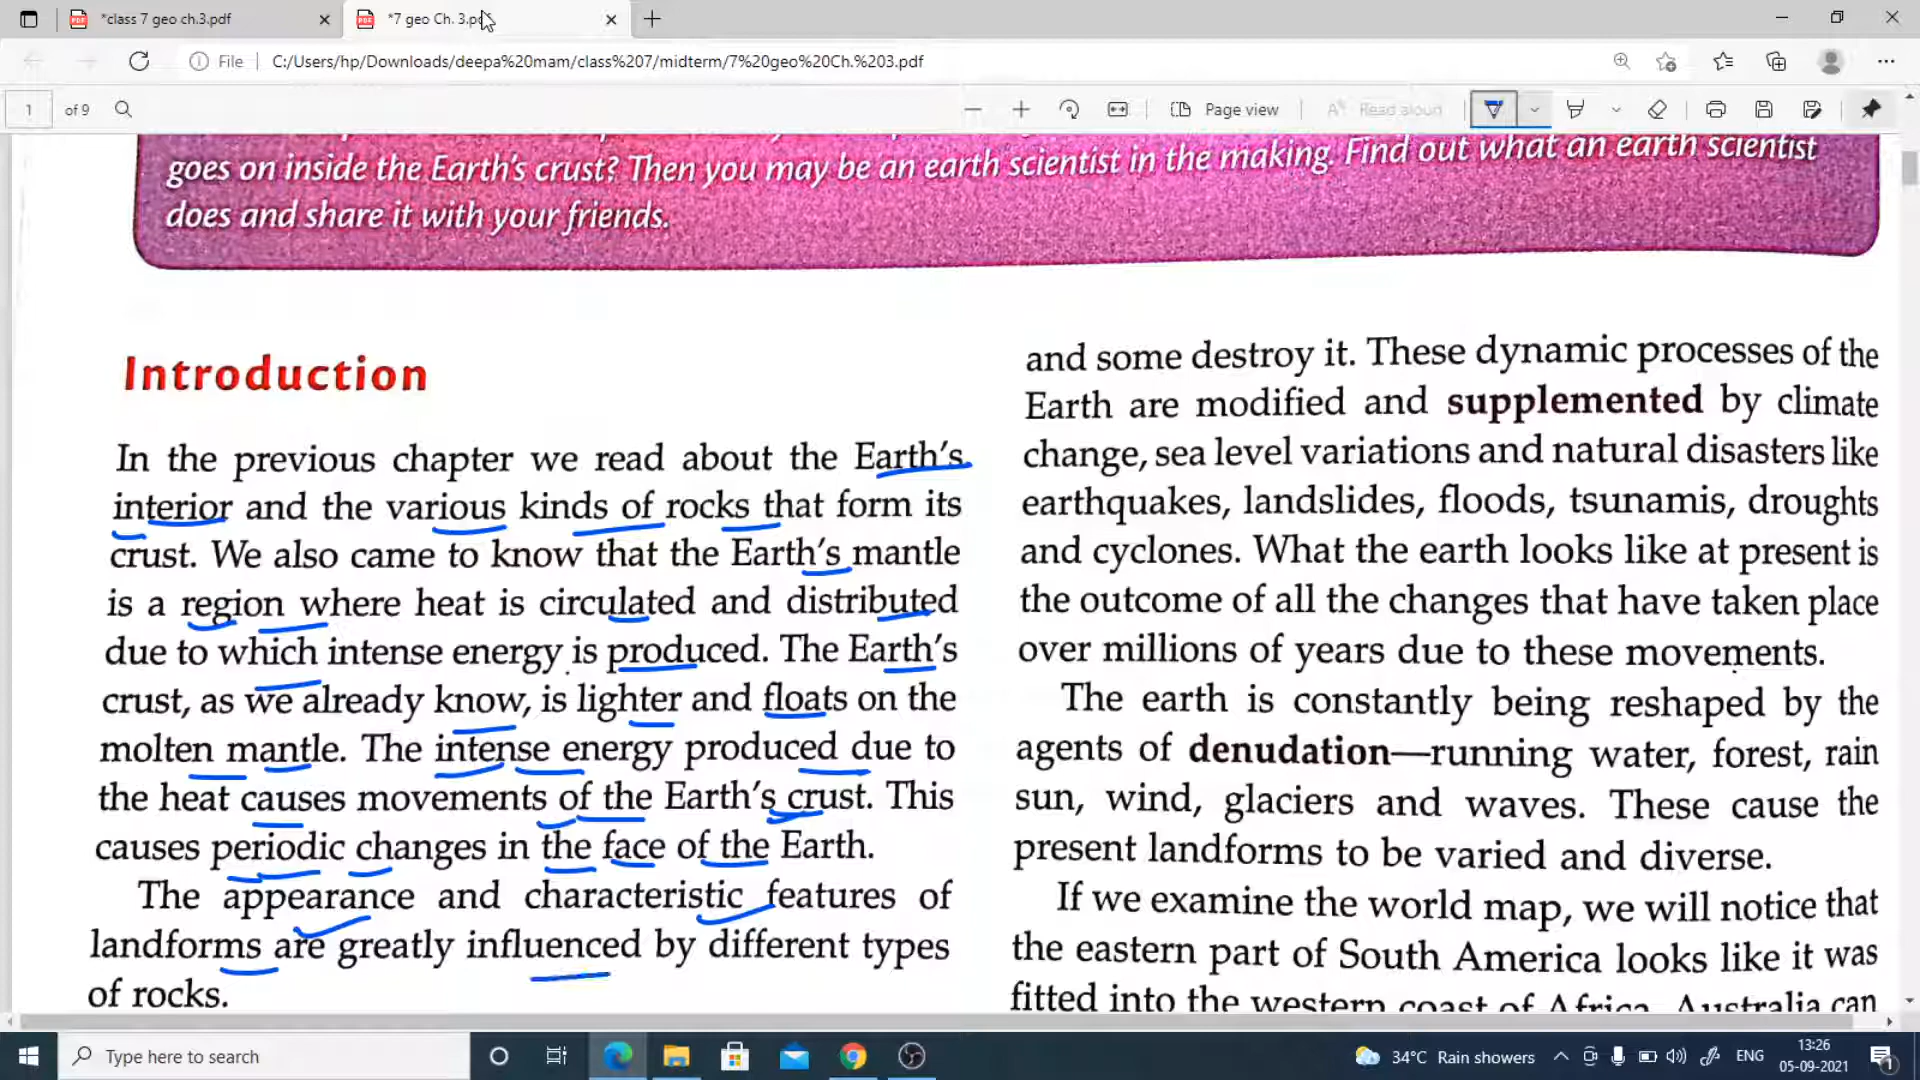 *class 7 geo ch.3.pdf
*7 geo Ch. 3.pdf
File
C:/Users/hp/Downloads/deepa%20mam/class%207/midterm/7%20geo%20Ch.%203.pdf
1 of 9
Page view
Read aloud
goes on inside the Earth's crust? Then you may be an earth scientist in the making. Find out what an earth scientist
does and share it with your friends.
Introduction
In the previous chapter we read about the Earth's
interior and the various kinds of rocks that form its
crust. We also came to know that the Earth's mantle
is a region where heat is circulated and distributed
due to which intense energy is produced. The Earth's
crust, as we already know, is lighter and floats on the
molten mantle. The intense energy produced due to
the heat causes movements of the Earth's crust. This
causes periodic changes in the face of the Earth.
The appearance and characteristic features of
landforms are greatly influenced by different types
of rocks.
and some destroy it. These dynamic processes of the
Earth are modified and supplemented by climate
change, sea level variations and natural disasters like
earthquakes, landslides, floods, tsunamis, droughts
and cyclones. What the earth looks like at present is
the outcome of all the changes that have taken place
over millions of years due to these movements.
The earth is constantly being reshaped by the
agents of denudation—running water, forest, rain
sun, wind, glaciers and waves. These cause the
present landforms to be varied and diverse.
If we examine the world map, we will notice that
the eastern part of South America looks like it was
fitted into the western coast of Africa. Australia can
Type here to search
34°C Rain showers
ENG
13:26
05-09-2021
1